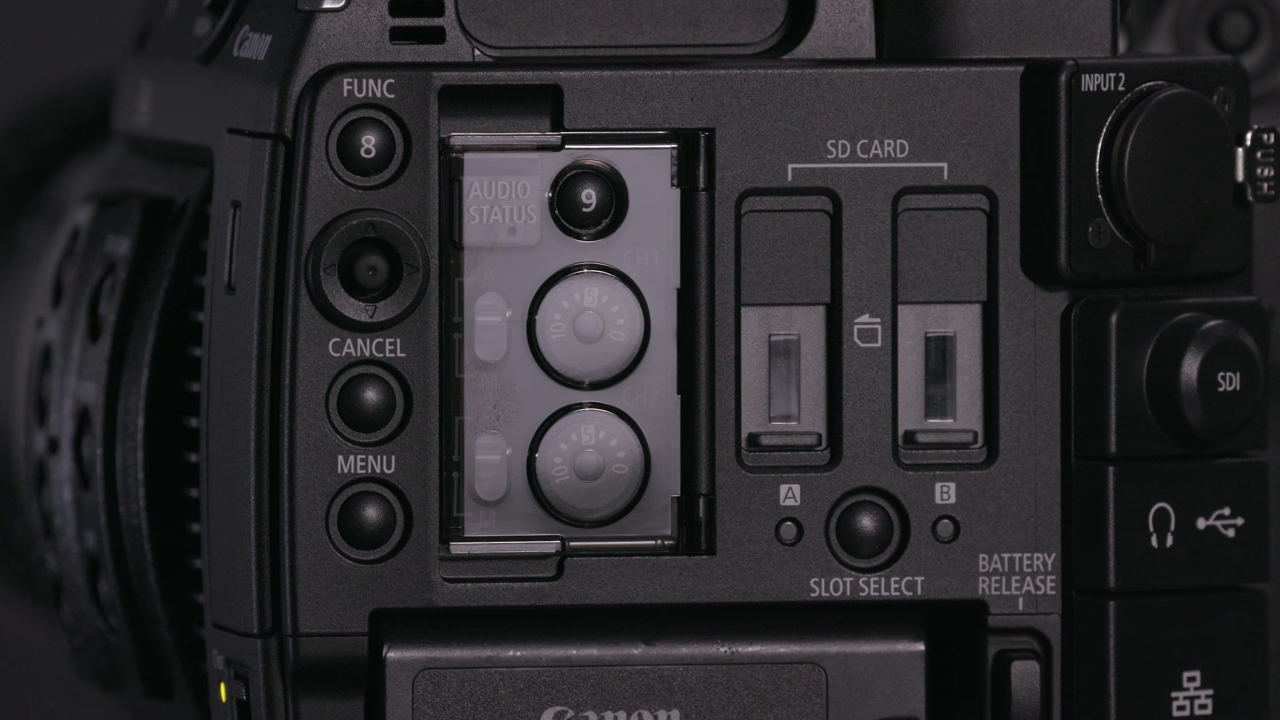 Canon
FUNC
8
INPUT 2
PUSH
SD CARD
AUDIO
STATUS
9
CH1
A
5
10
0
M
CANCEL
SDI
CH2
A
5
10
0
M
MENU
A
B
SLOT SELECT
BATTERY
RELEASE
Canon